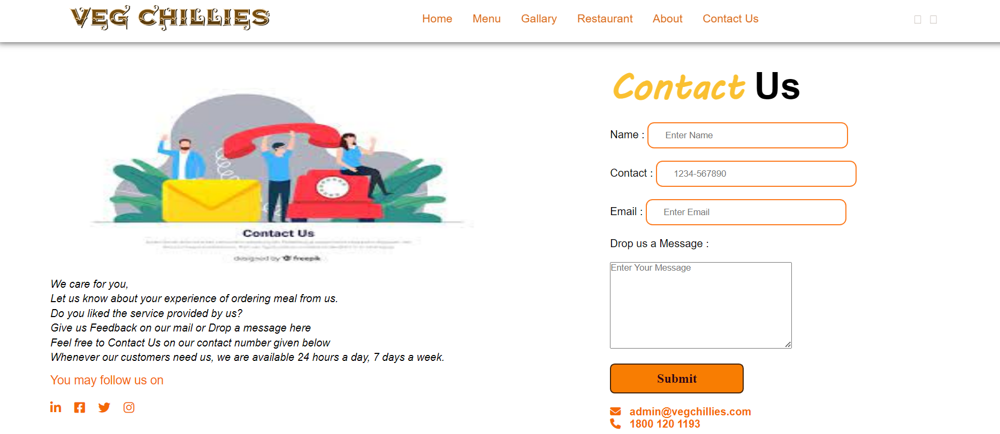 VEG CHILLIES
Home Menu Gallary Restaurant About Contact Us
Contact Us
designed by freepik
We care for you,
Let us know about your experience of ordering meal from us.
Do you liked the service provided by us?
Give us Feedback on our mail or Drop a message here
Feel free to Contact Us on our contact number given below
Whenever our customers need us, we are available 24 hours a day, 7 days a week.
You may follow us on
Contact Us
Name : Enter Name
Contact : 1234-567890
Email : Enter Email
Drop us a Message :
Enter Your Message
Submit
admin@vegchillies.com
1800 120 1193